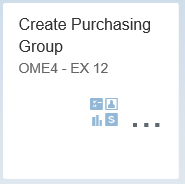 Create Purchasing
Group
OME4 - EX 12
$
...